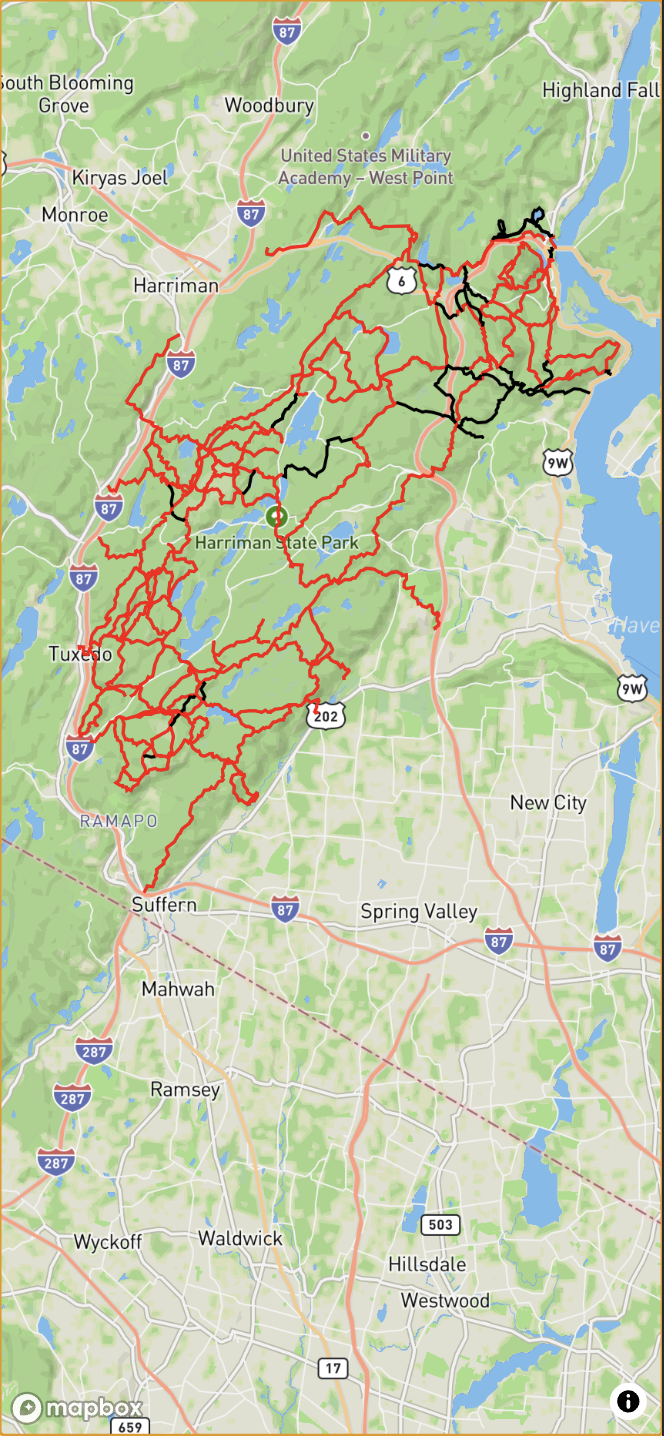 87
Highland Fall
South Blooming
Grove
Woodbury
United States Military
Academy – West Point
Kiryas Joel
Monroe
87
Harriman
6
87
9W
87
Harriman State Park
87
Have
Tuxedo
9W
202
87
New City
RAMAPO
Suffern
87
Spring Valley
87
87
Mahwah
287
Ramsey
287
287
503
Wyckoff
Waldwick
Hillsdale
Westwood
17
mapbox
659
i